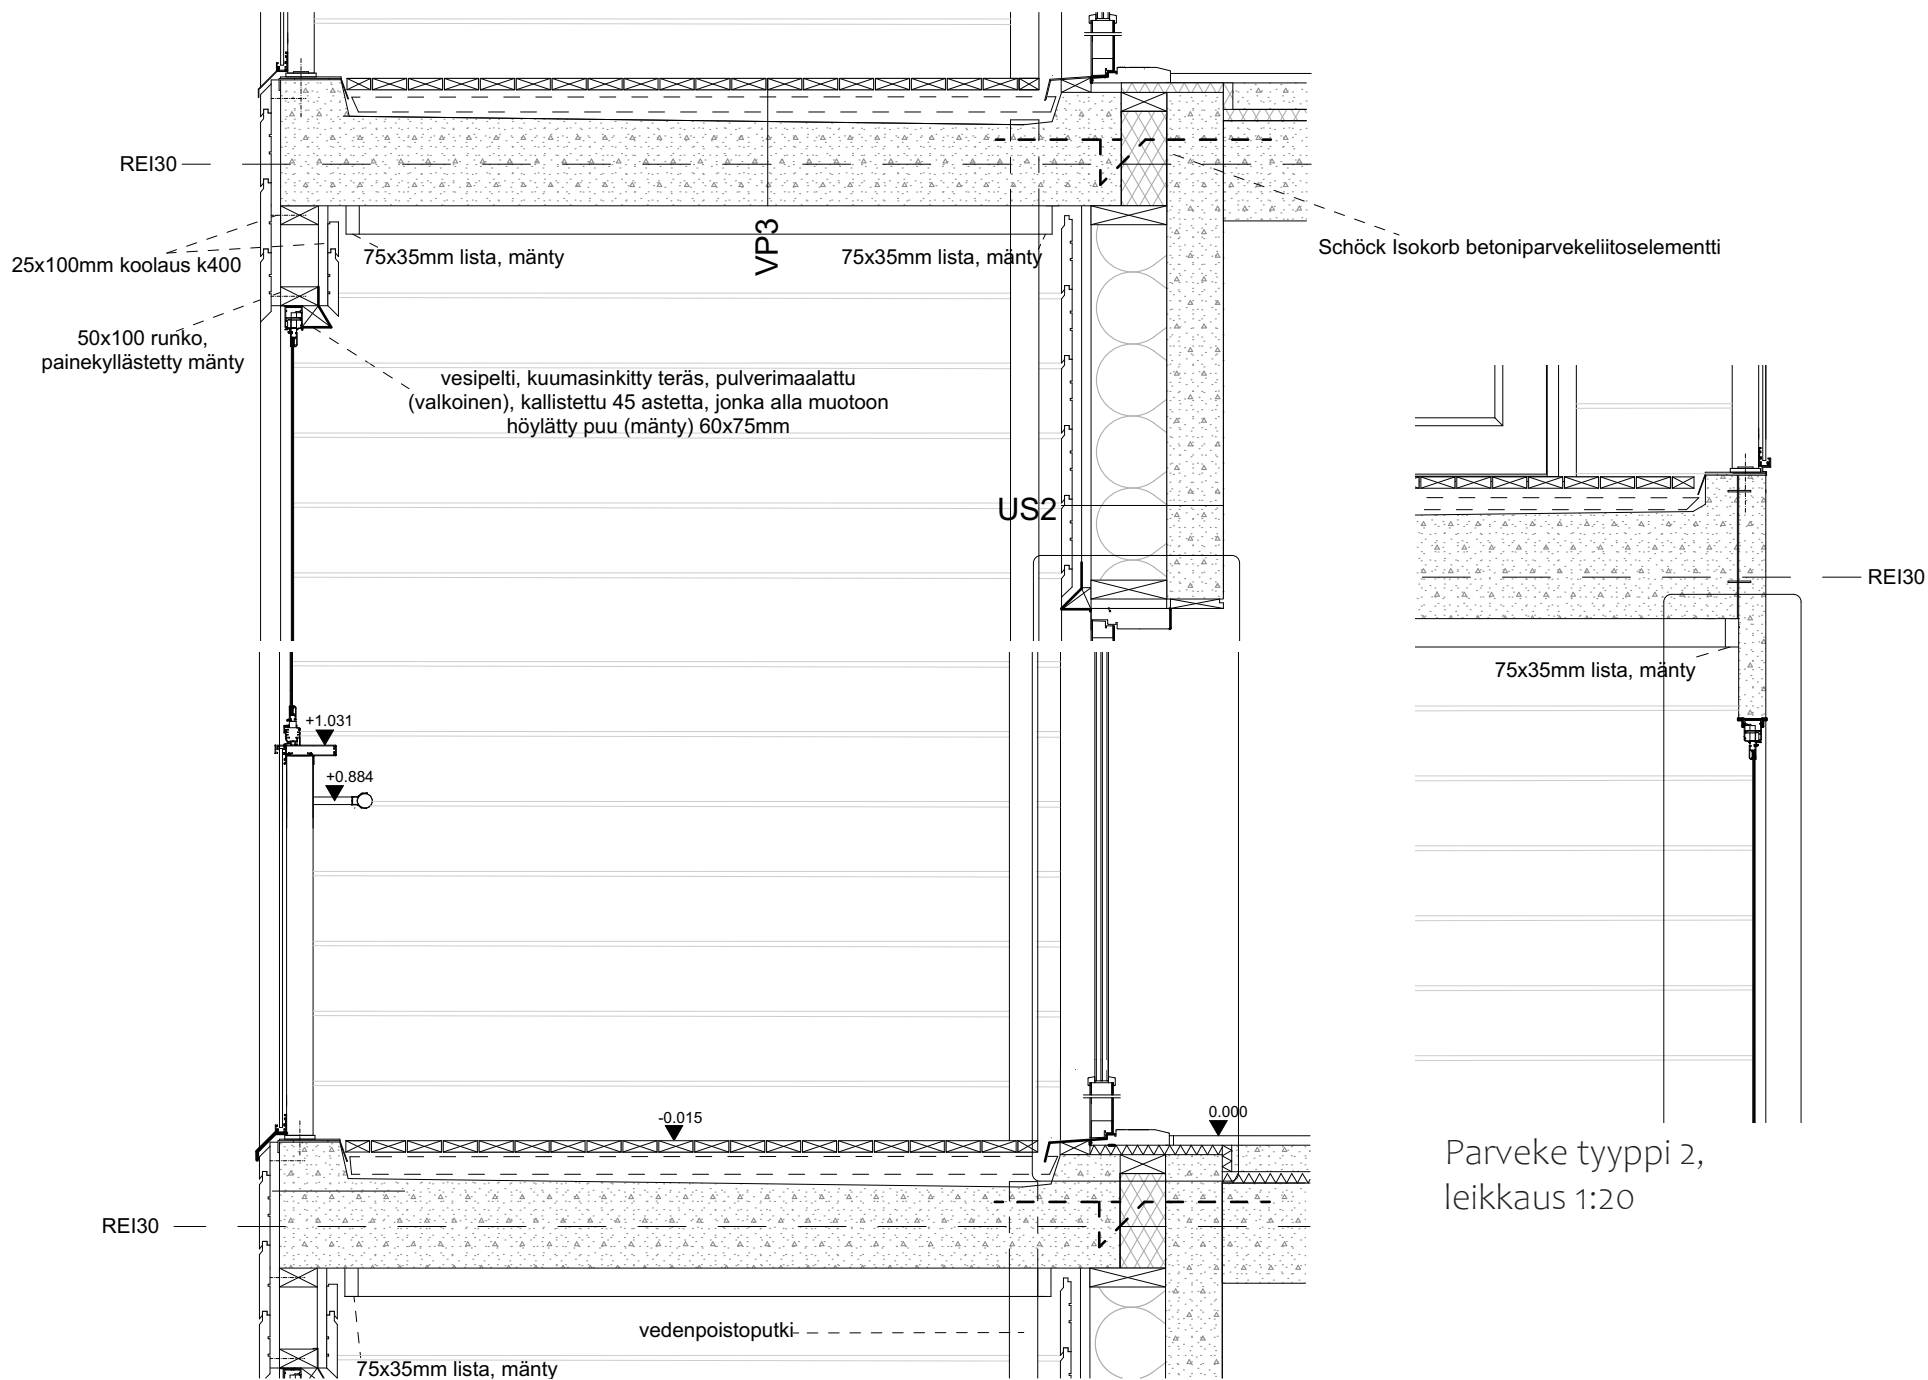 REI30
25x100mm koolaus k400
75x35mm lista, mänty
VP3
75x35mm lista, mänty
Schöck Isokorb betoniparvekeliitoselementti
50x100 runko,
painekyllästetty mänty
vesipelti, kuumasinkitty teräs, pulverimaalattu
(valkoinen), kallistettu 45 astetta, jonka alla muotoon
höylätty puu (mänty) 60x75mm
US2
REI30
75x35mm lista, mänty
+1.031
+0.884
-0.015
0.000
REI30
vedenpoistoputki
75x35mm lista, mänty
Parveke tyyppi 2,
leikkaus 1:20